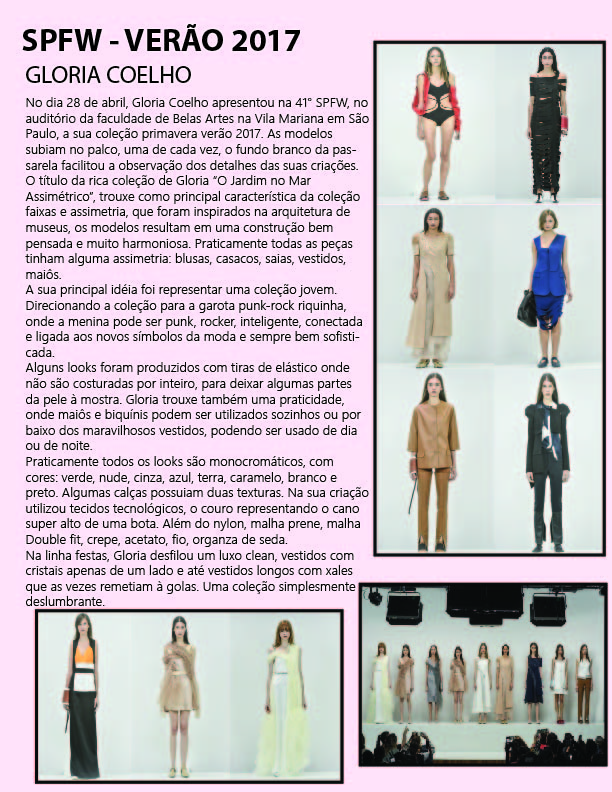 SPFW - VERÃO 2017
GLORIA COELHO
No dia 28 de abril, Gloria Coelho apresentou na 41° SPFW, no
auditório da faculdade de Belas Artes na Vila Mariana em São
Paulo, a sua coleção primavera verão 2017. As modelos
subiam no palco, uma de cada vez, o fundo branco da pas-
sarela facilitou a observação dos detalhes das suas criações.
O título da rica coleção de Gloria “O Jardim no Mar
Assimétrico”, trouxe como principal característica da coleção
faixas e assimetria, que foram inspirados na arquitetura de
museus, os modelos resultam em uma construção bem
pensada e muito harmoniosa. Praticamente todas as peças
tinham alguma assimetria: blusas, casacos, saias, vestidos,
maiôs.
A sua principal idéia foi representar uma coleção jovem.
Direcionando a coleção para a garota punk-rock riquinha,
onde a menina pode ser punk, rocker, inteligente, conectada
e ligada aos novos símbolos da moda e sempre bem sofisti-
cada.
Alguns looks foram produzidos com tiras de elástico onde
não são costuradas por inteiro, para deixar algumas partes
da pele à mostra. Gloria trouxe também uma praticidade,
onde maiôs e biquínis podem ser utilizados sozinhos ou por
baixo dos maravilhosos vestidos, podendo ser usado de dia
ou de noite.
Praticamente todos os looks são monocromáticos, com
cores: verde, nude, cinza, azul, terra, caramelo, branco e
preto. Algumas calças possuiam duas texturas. Na sua criação
utilizou tecidos tecnológicos, o couro representando o cano
super alto de uma bota. Além do nylon, malha prene, malha
Double fit, crepe, acetato, fio, organza de seda.
Na linha festas, Gloria desfilou um luxo clean, vestidos com
cristais apenas de um lado e até vestidos longos com xales
que as vezes remetiam à golas. Uma coleção simplesmente
deslumbrante.